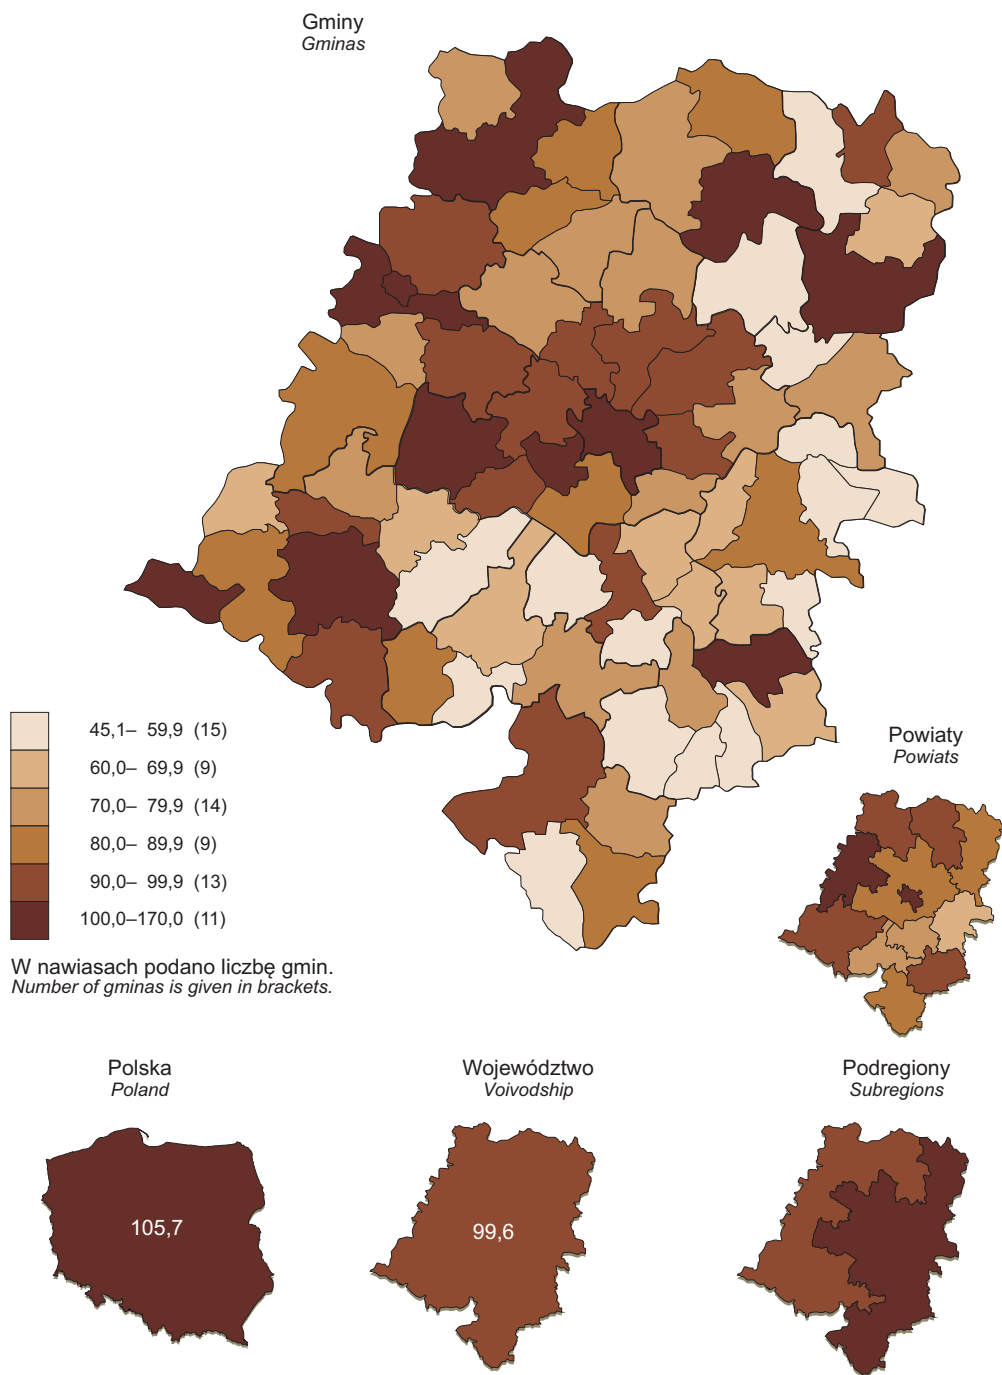 Gminy
Gminas
45,1– 59,9 (15)
60,0– 69,9 (9)
70,0– 79,9 (14)
80,0– 89,9 (9)
90,0– 99,9 (13)
100,0–170,0 (11)
W nawiasach podano liczbę gmin.
Number of gminas is given in brackets.
Powiaty
Powiats
Polska
Poland
105,7
Województwo
Voivodship
99,6
Podregiony
Subregions